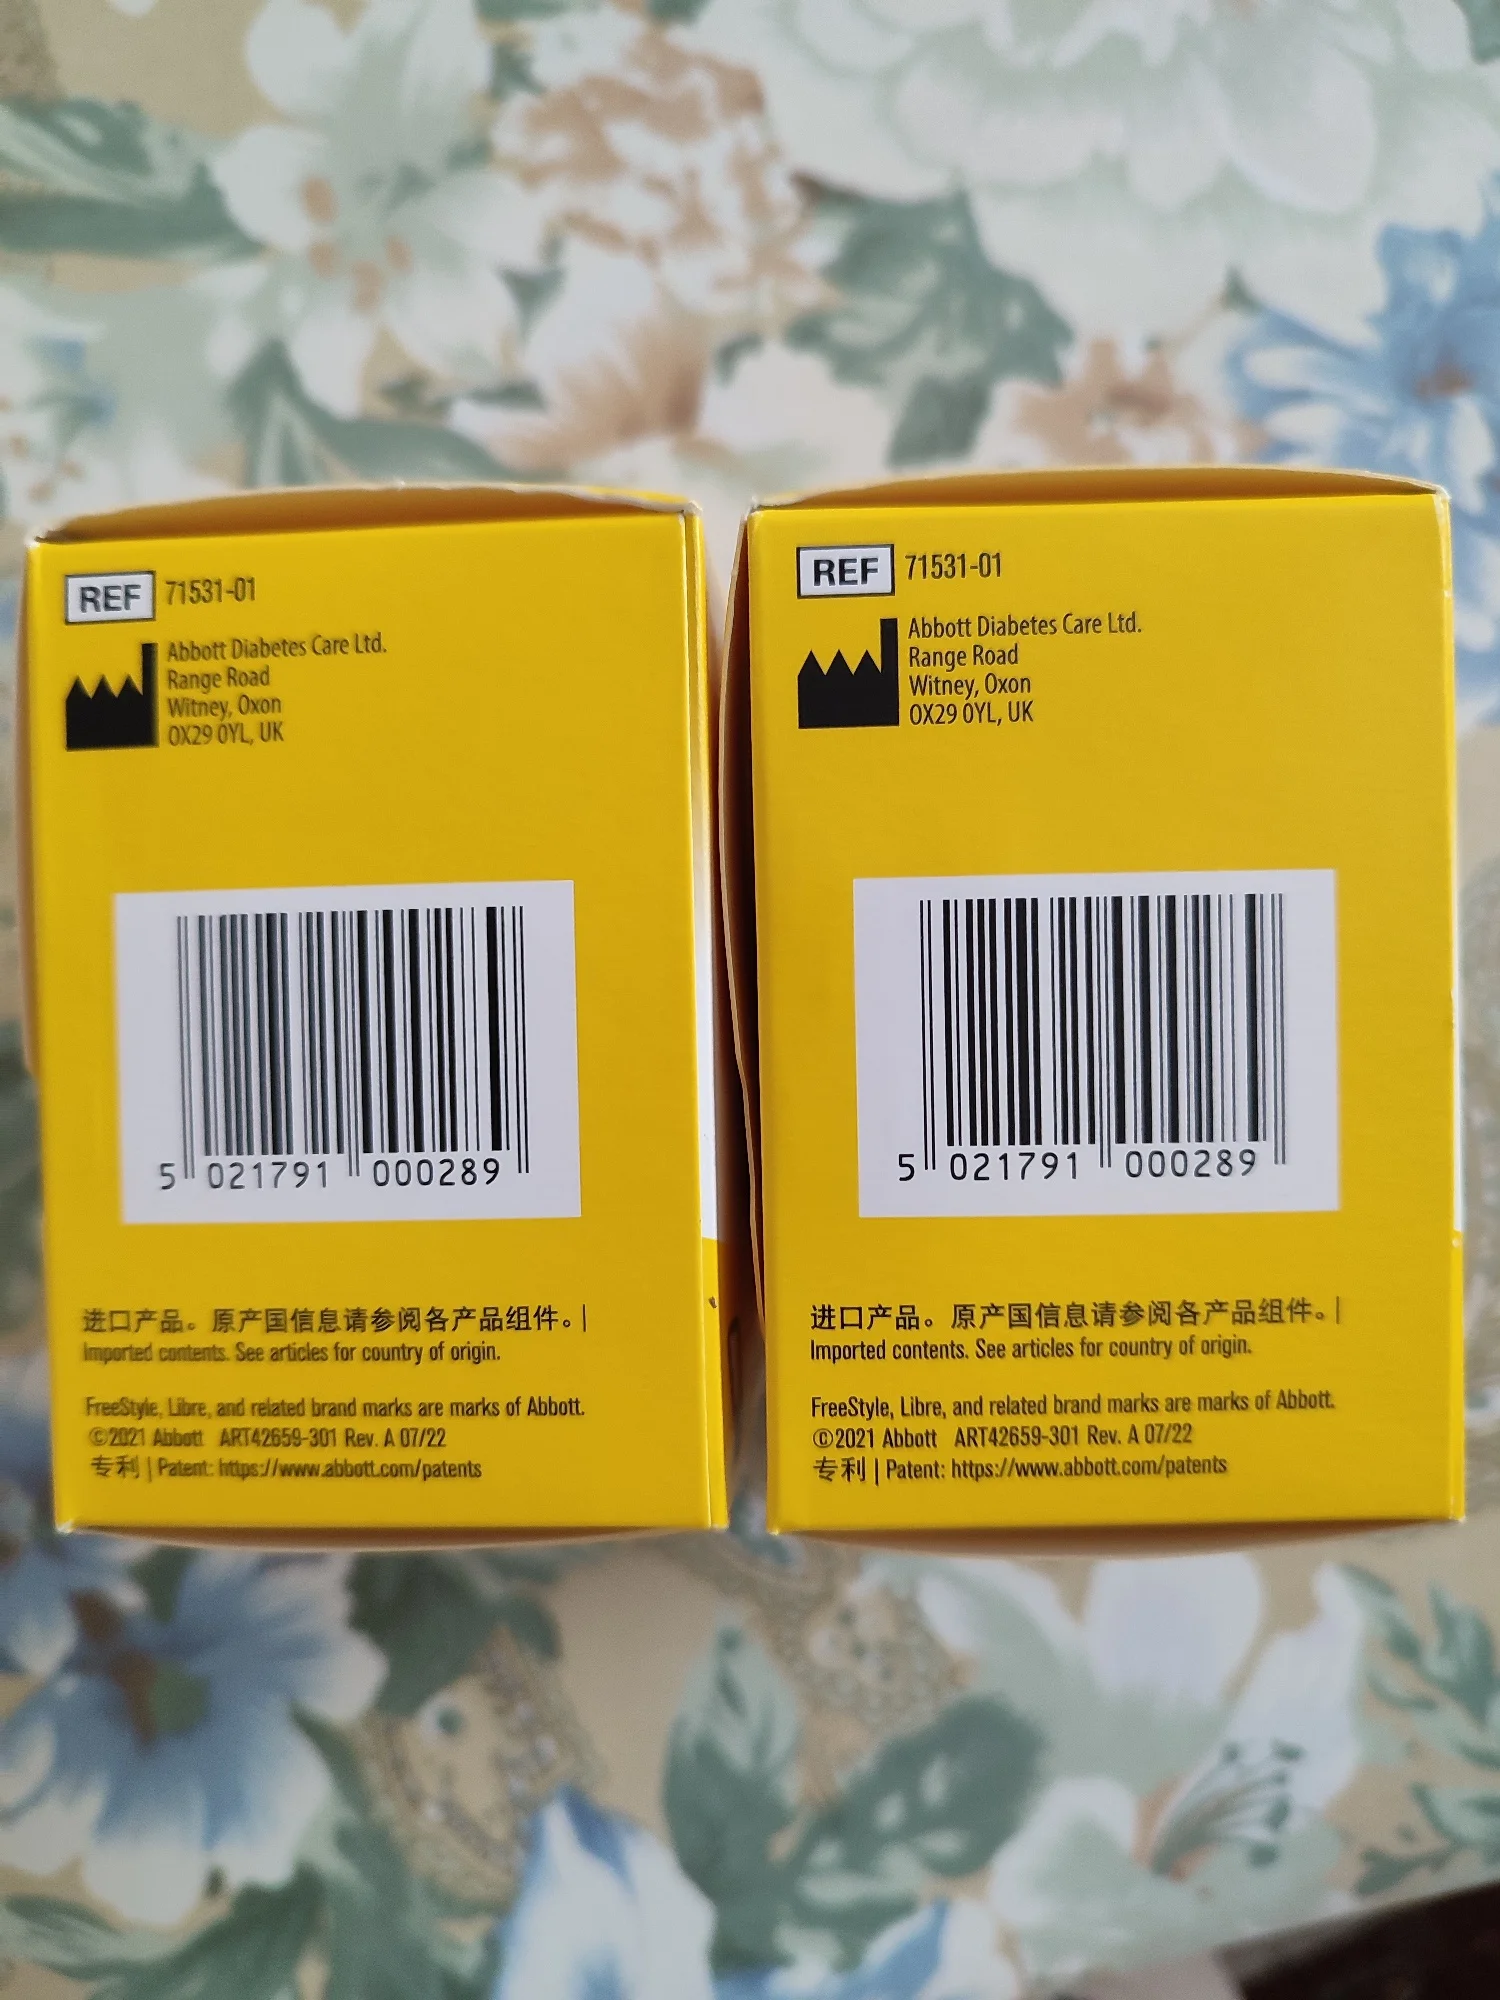 REF 71531-01
Abbott Diabetes Care Ltd.
Range Road
Witney, Oxon
OX29 0YL, UK
5 021791 000289
进口产品。原产国信息请参阅各产品组件。|
Imported contents. See articles for country of origin.
FreeStyle, Libre, and related brand marks are marks of Abbott.
©2021 Abbott ART42659-301 Rev. A 07/22
专利 | Patent: https://www.abbott.com/patents
REF 71531-01
Abbott Diabetes Care Ltd.
Range Road
Witney, Oxon
OX29 0YL, UK
5 021791 000289
进口产品。原产国信息请参阅各产品组件。|
Imported contents. See articles for country of origin.
FreeStyle, Libre, and related brand marks are marks of Abbott.
©2021 Abbott ART42659-301 Rev. A 07/22
专利 | Patent: https://www.abbott.com/patents